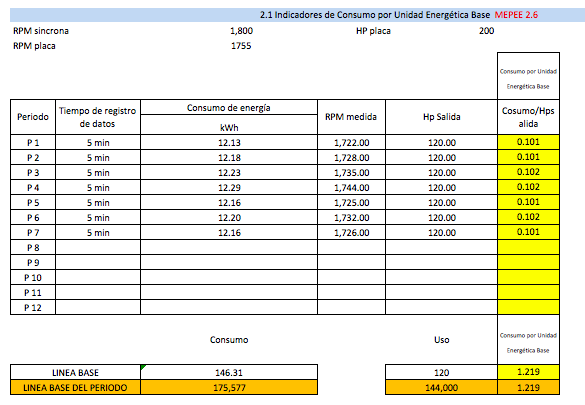 2.1 Indicadores de Consumo por Unidad Energética Base MEPEE 2.6
RPM sincrona 1,800 HP placa 200
RPM placa 1755
Consumo por Unidad
Energética Base
Periodo Tiempo de registro de datos Consumo de energía kWh RPM medida Hp Salida Cosumo/Hps alida
P 1 5 min 12.13 1,722.00 120.00 0.101
P 2 5 min 12.18 1,728.00 120.00 0.101
P 3 5 min 12.23 1,735.00 120.00 0.102
P 4 5 min 12.29 1,744.00 120.00 0.102
P 5 5 min 12.16 1,725.00 120.00 0.101
P 6 5 min 12.20 1,732.00 120.00 0.102
P 7 5 min 12.16 1,726.00 120.00 0.101
P 8
P 9
P 10
P 11
P 12
Consumo Uso Consumo por Unidad
Energética Base
LINEA BASE 146.31 120 1.219
LINEA BASE DEL PERIODO 175,577 144,000 1.219